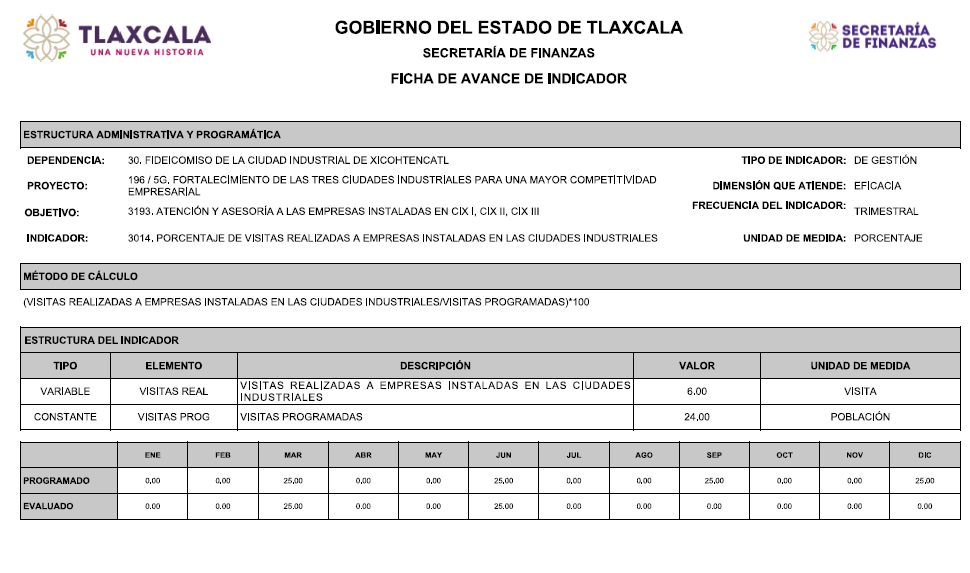 TLAXCALA
UNA NUEVA HISTORIA
GOBIERNO DEL ESTADO DE TLAXCALA
SECRETARÍA DE FINANZAS
FICHA DE AVANCE DE INDICADOR
SECRETARÍA
DE FINANZAS
ESTRUCTURA ADMINISTRATIVA Y PROGRAMÁTICA
DEPENDENCIA: 30. FIDEICOMISO DE LA CIUDAD INDUSTRIAL DE XICOHTENCATL TIPO DE INDICADOR: DE GESTIÓN
PROYECTO: 196 / 5G. FORTALECIMIENTO DE LAS TRES CIUDADES INDUSTRIALES PARA UNA MAYOR COMPETITIVIDAD
EMPRESARIAL DIMENSIÓN QUE ATIENDE: EFICACIA
OBJETIVO: 3193. ATENCIÓN Y ASESORÍA A LAS EMPRESAS INSTALADAS EN CIX I, CIX II, CIX III FRECUENCIA DEL INDICADOR: TRIMESTRAL
INDICADOR: 3014. PORCENTAJE DE VISITAS REALIZADAS A EMPRESAS INSTALADAS EN LAS CIUDADES INDUSTRIALES UNIDAD DE MEDIDA: PORCENTAJE
MÉTODO DE CÁLCULO
(VISITAS REALIZADAS A EMPRESAS INSTALADAS EN LAS CIUDADES INDUSTRIALES/VISITAS PROGRAMADAS)*100
ESTRUCTURA DEL INDICADOR
TIPO ELEMENTO DESCRIPCIÓN VALOR UNIDAD DE MEDIDA
VARIABLE VISITAS REAL VISITAS REALIZADAS A EMPRESAS INSTALADAS EN LAS CIUDADES
INDUSTRIALES 6.00 VISITA
CONSTANTE VISITAS PROG VISITAS PROGRAMADAS 24.00 POBLACIÓN
ENE FEB MAR ABR MAY JUN JUL AGO SEP OCT NOV DIC
PROGRAMADO 0.00 0.00 25.00 0.00 0.00 25.00 0.00 0.00 25.00 0.00 0.00 25.00
EVALUADO 0.00 0.00 25.00 0.00 0.00 25.00 0.00 0.00 0.00 0.00 0.00 0.00